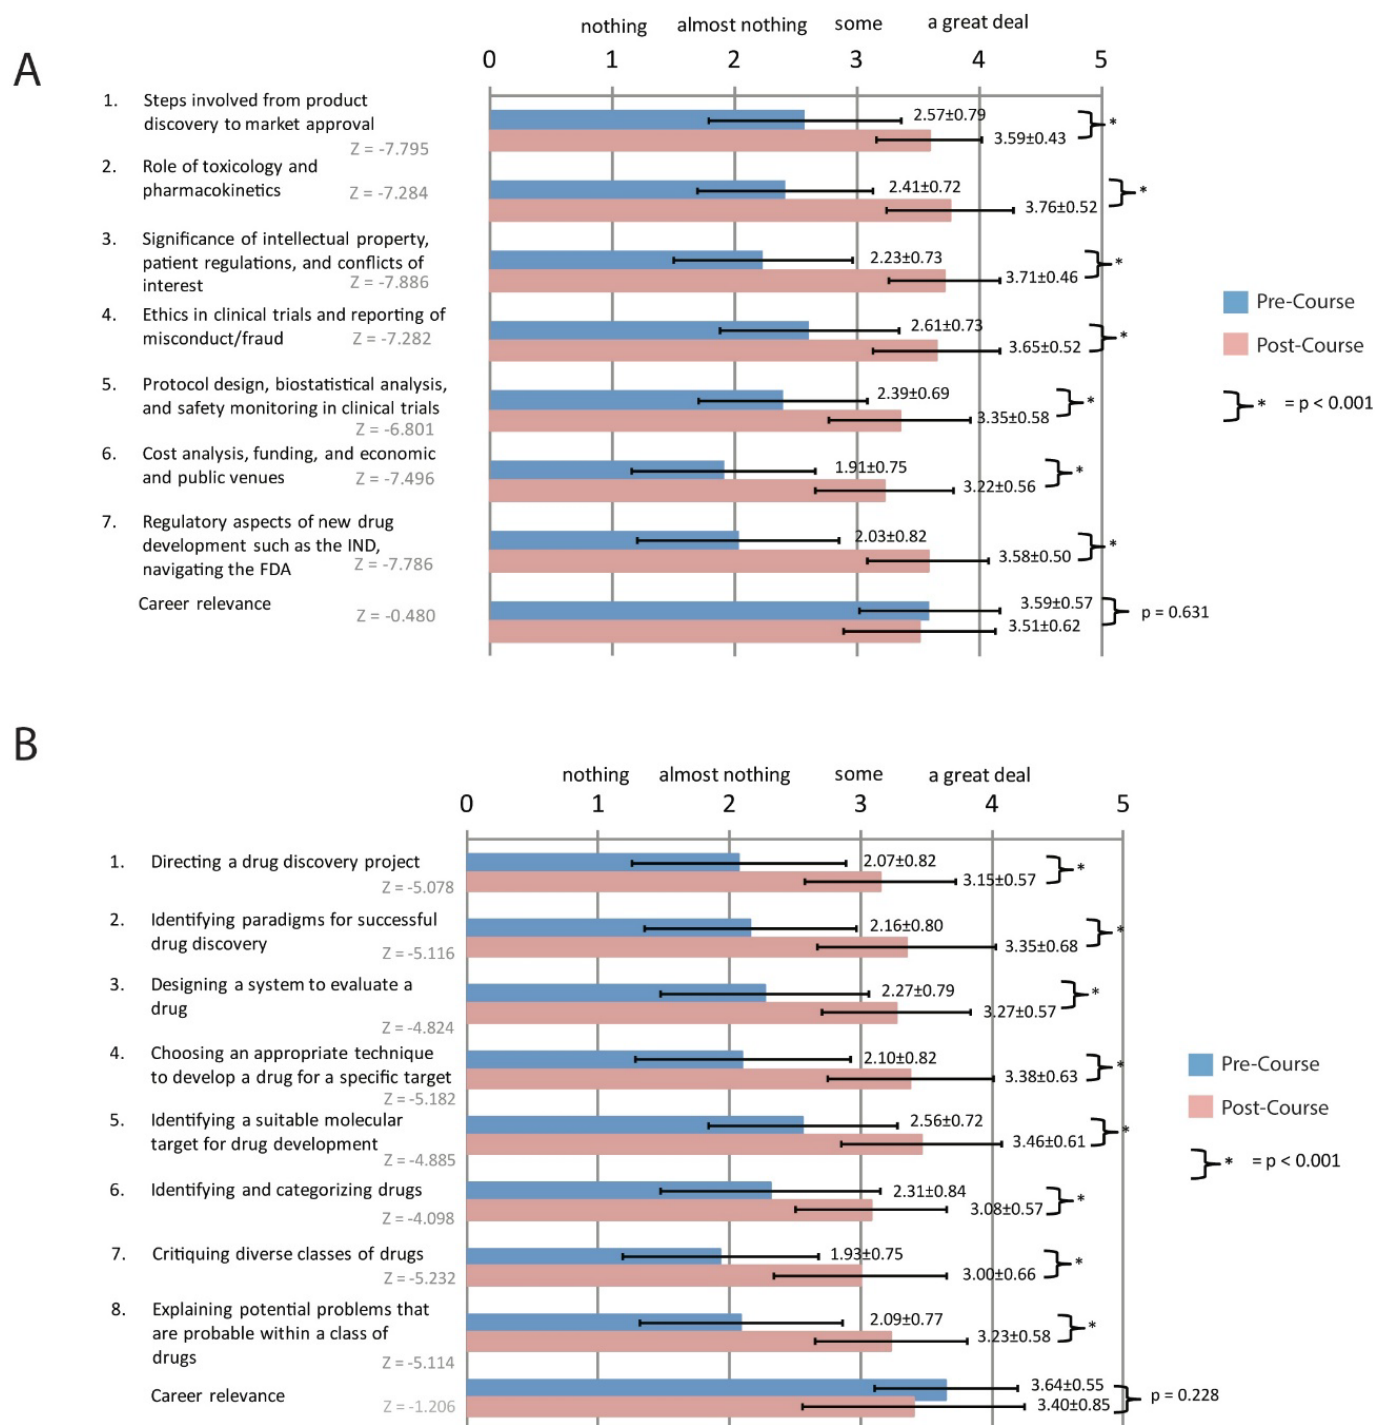 A
nothing almost nothing some a great deal
0 1 2 3 4 5
1. Steps involved from product
discovery to market approval
Z = -7.795
2.57±0.79
3.59±0.43
*
2. Role of toxicology and
pharmacokinetics
Z = -7.284
2.41±0.72
3.76±0.52
*
3. Significance of intellectual property,
patient regulations, and conflicts of
interest
Z = -7.886
2.23±0.73
3.71±0.46
*
4. Ethics in clinical trials and reporting of
misconduct/fraud
Z = -7.282
2.61±0.73
3.65±0.52
*
5. Protocol design, biostatistical analysis,
and safety monitoring in clinical trials
Z = -6.801
2.39±0.69
3.35±0.58
*
6. Cost analysis, funding, and economic
and public venues
Z = -7.496
1.91±0.75
3.22±0.56
*
7. Regulatory aspects of new drug
development such as the IND,
navigating the FDA
Z = -7.786
2.03±0.82
3.58±0.50
*
Career relevance
Z = -0.480
3.59±0.57
3.51±0.62
p = 0.631
Pre-Course
Post-Course
* = p < 0.001
B
nothing almost nothing some a great deal
0 1 2 3 4 5
1. Directing a drug discovery project
Z = -5.078
2.07±0.82
3.15±0.57
*
2. Identifying paradigms for successful
drug discovery
Z = -5.116
2.16±0.80
3.35±0.68
*
3. Designing a system to evaluate a
drug
Z = -4.824
2.27±0.79
3.27±0.57
*
4. Choosing an appropriate technique
to develop a drug for a specific target
Z = -5.182
2.10±0.82
3.38±0.63
*
5. Identifying a suitable molecular
target for drug development
Z = -4.885
2.56±0.72
3.46±0.61
*
6. Identifying and categorizing drugs
Z = -4.098
2.31±0.84
3.08±0.57
*
7. Critiquing diverse classes of drugs
Z = -5.232
1.93±0.75
3.00±0.66
*
8. Explaining potential problems that
are probable within a class of
drugs
Z = -5.114
2.09±0.77
3.23±0.58
*
Career relevance
Z = -1.206
3.64±0.55
3.40±0.85
p = 0.228
Pre-Course
Post-Course
* = p < 0.001